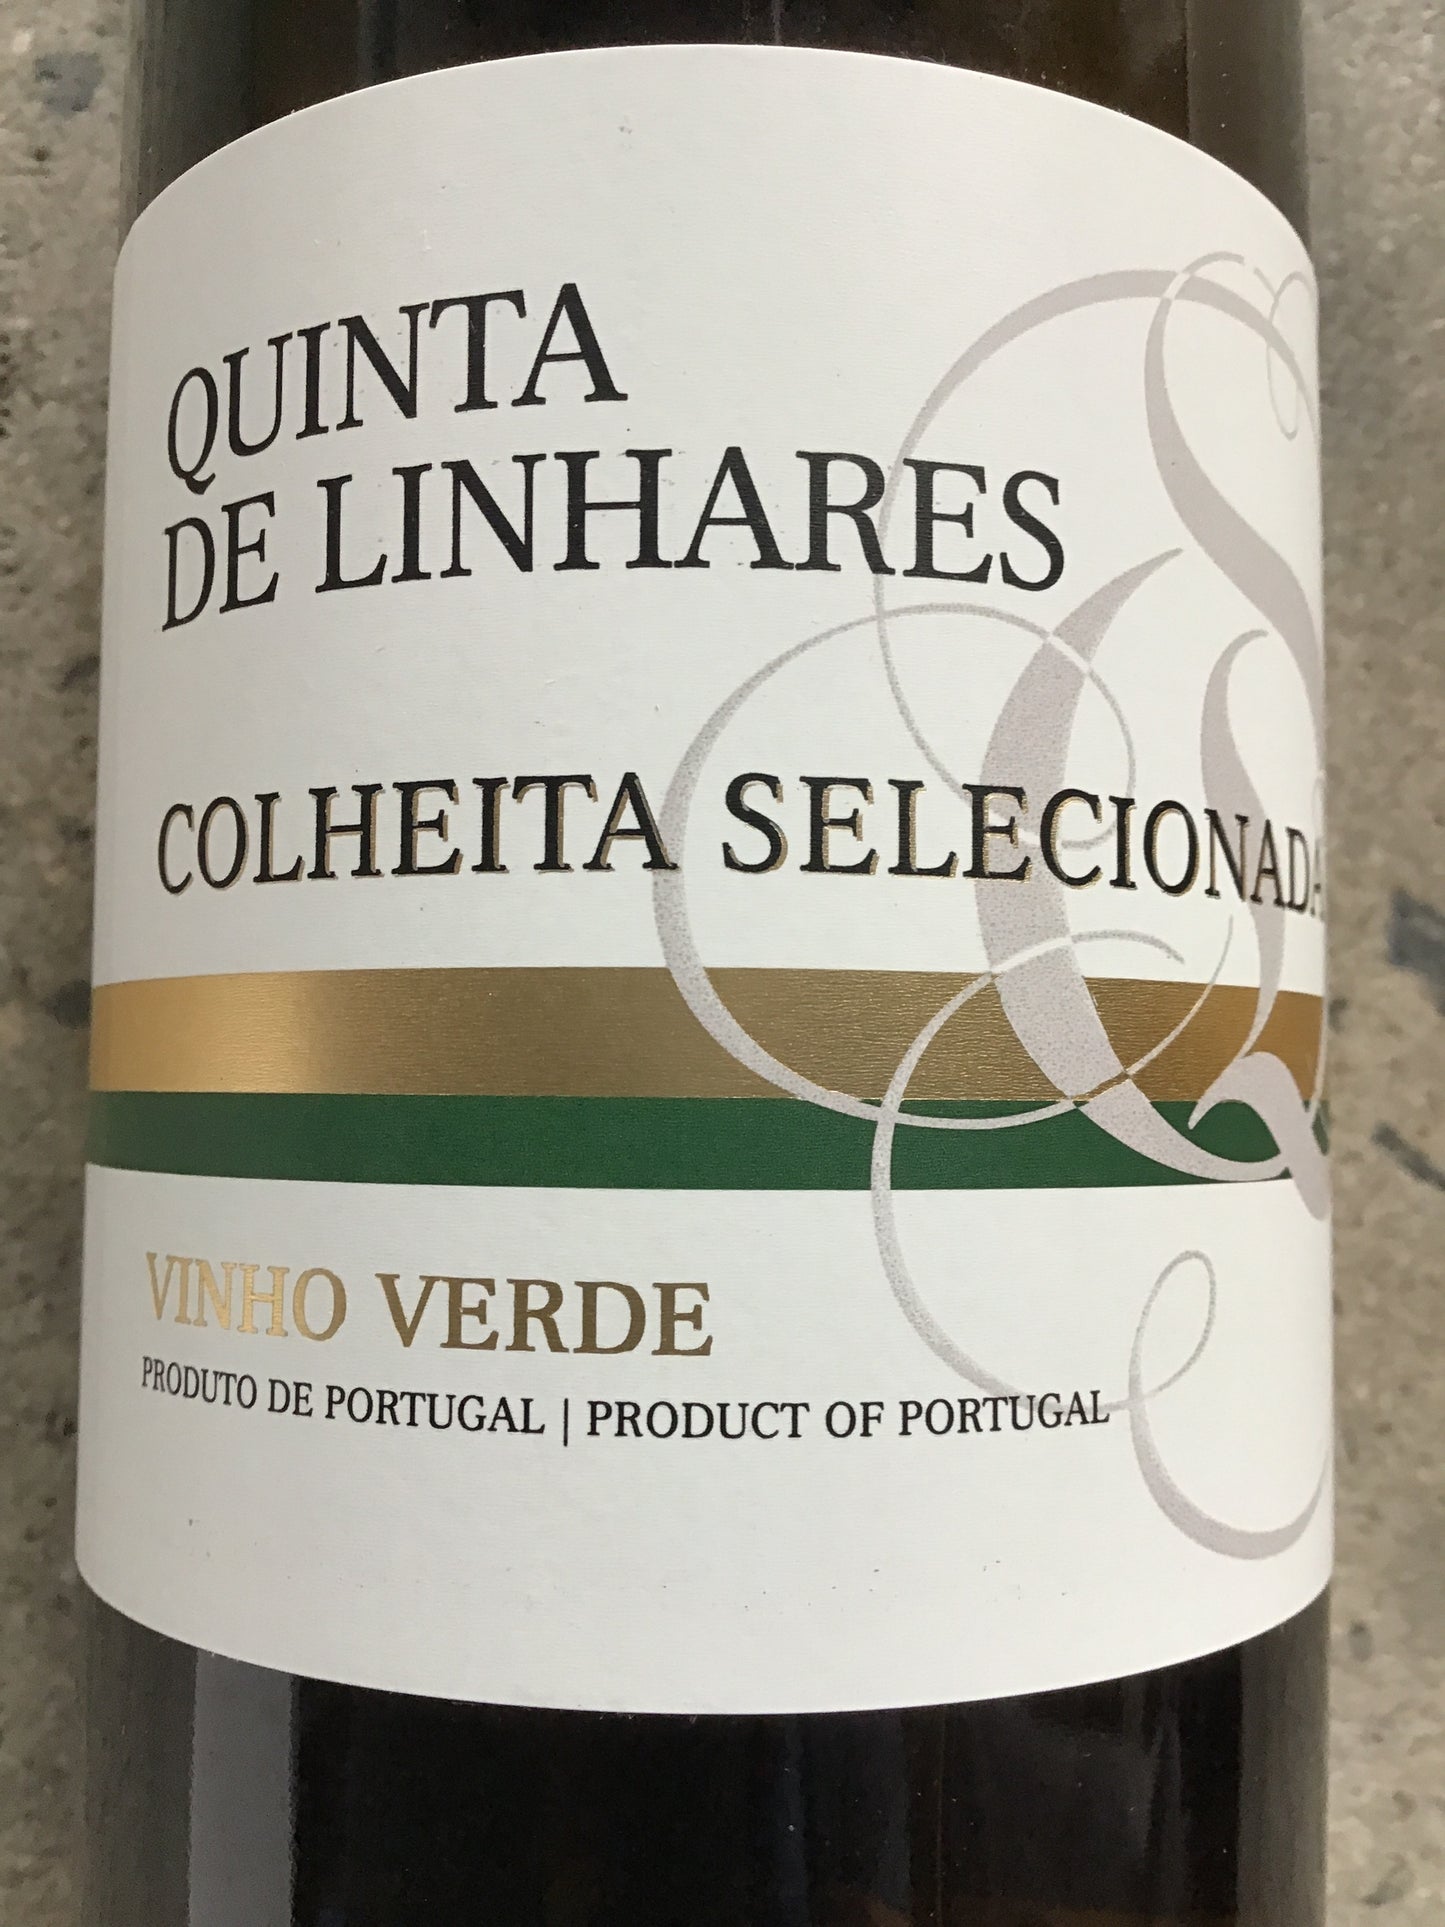 QUINTA
DE LINHARES
COLHEITA SELECIONADA
VINHO VERDE
PRODUTO DE PORTUGAL | PRODUCT OF PORTUGAL